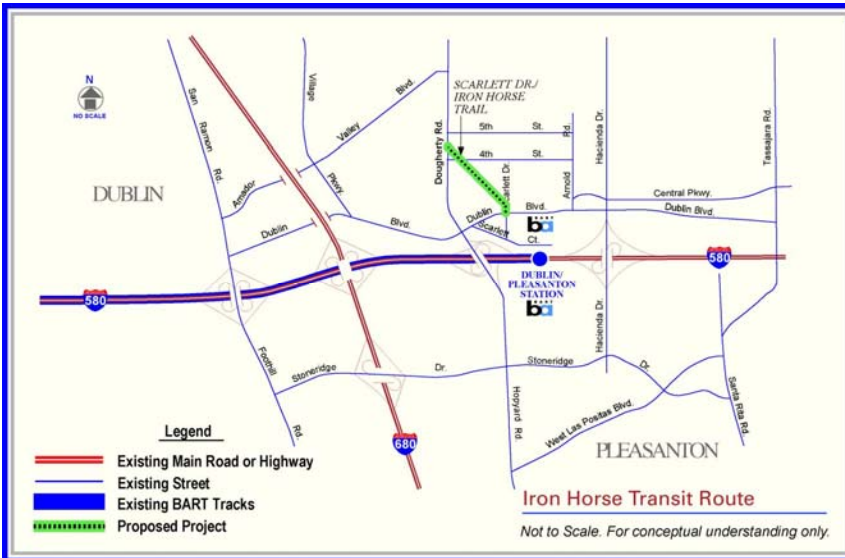 N
NO SCALE
DUBLIN
San Ramon Rd.
Village Pkwy.
Amador Valley Blvd.
Dougherty Rd.
SCARLETT DR./
IRON HORSE
TRAIL
5th St.
4th St.
Scarlett Dr.
Arnold Rd.
Hacienda Dr.
Tassajara Rd.
Central Pkwy.
Dublin Blvd.
Dublin Blvd.
Scarlett Ct.
BART
ba
580
580
DUBLIN/
PLEASANTON
STATION
BART
ba
Foothill Rd.
Stoneridge Dr.
Stoneridge Dr.
Hacienda Dr.
Hopyard Rd.
West Las Positas Blvd.
Santa Rita Rd.
680
PLEASANTON
Legend
Existing Main Road or Highway
Existing Street
Existing BART Tracks
Proposed Project
Iron Horse Transit Route
Not to Scale. For conceptual understanding only.